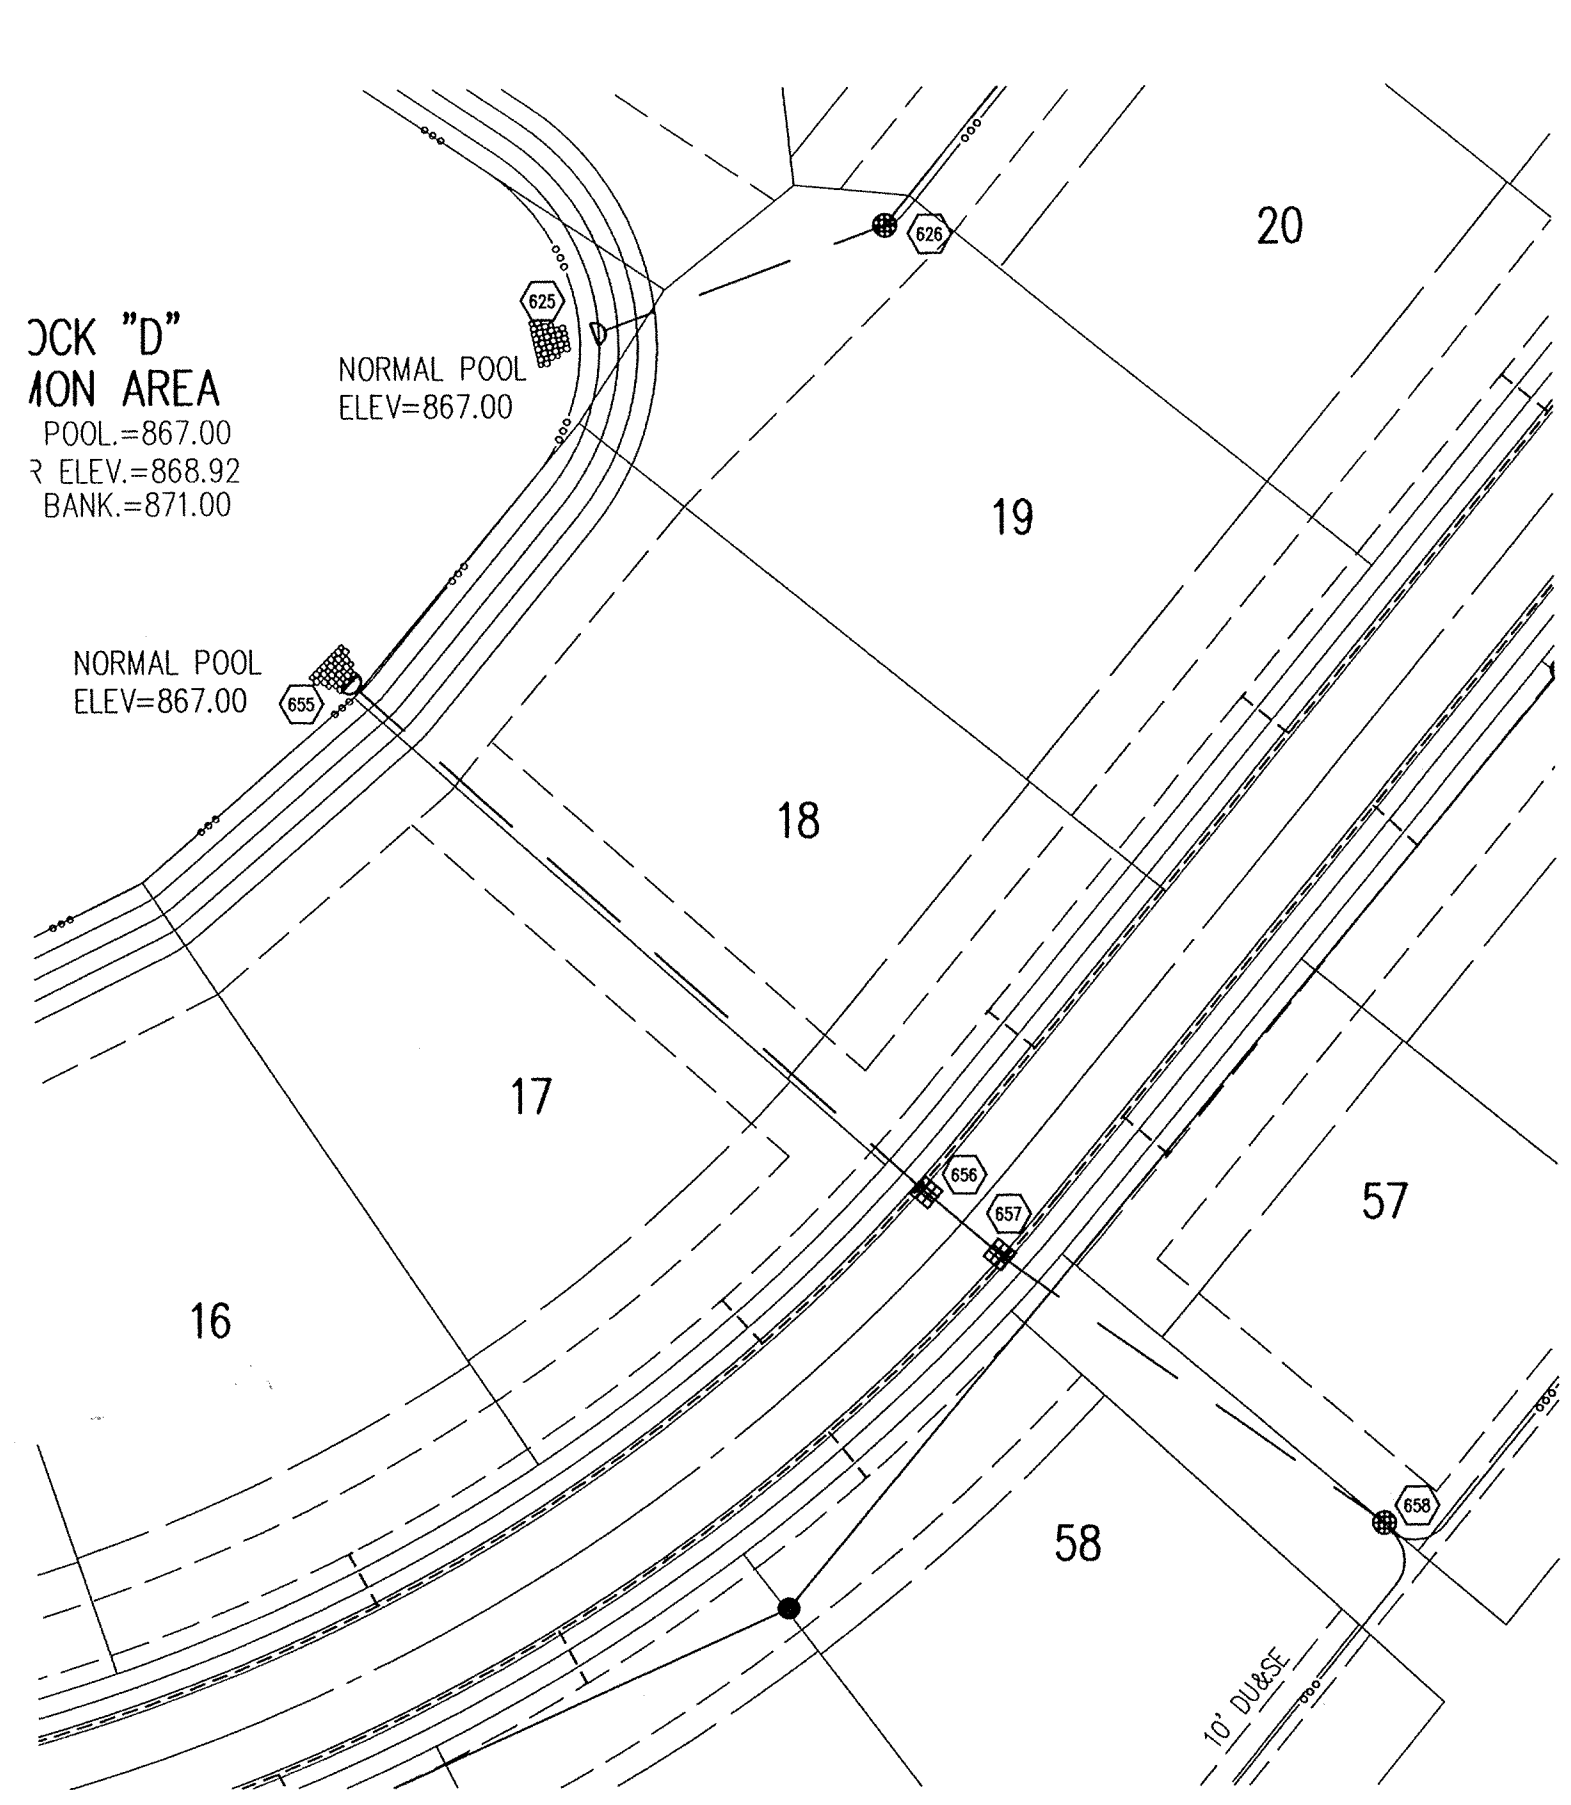 20
626
625
OCK "D"
MON AREA
NORMAL POOL
ELEV=867.00
POOL.=867.00
R ELEV.=868.92
BANK.=871.00
19
NORMAL POOL
ELEV=867.00
655
18
17
656
657
57
16
658
58
10' DU&SE